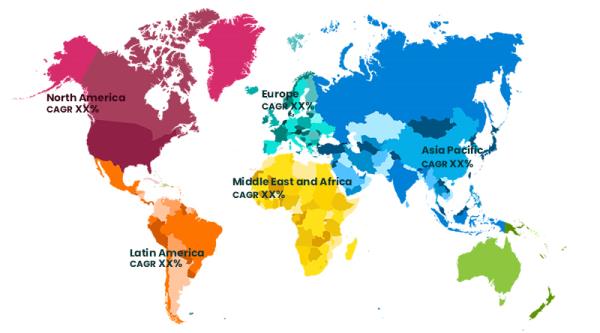 North America
CAGR XX%
Europe
CAGR XX%
Asia Pacific
CAGR XX%
Middle East and Africa
CAGR XX%
Latin America
CAGR XX%